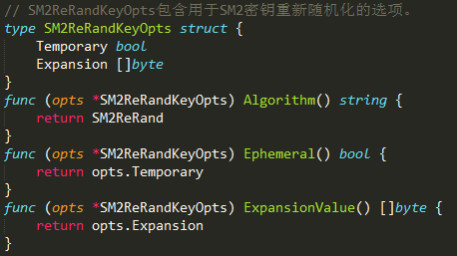 // SM2ReRandKeyOpts包含用于SM2密钥重新随机化的选项。
type SM2ReRandKeyOpts struct {
    Temporary bool
    Expansion []byte
}
func (opts *SM2ReRandKeyOpts) Algorithm() string {
    return SM2ReRand
}
func (opts *SM2ReRandKeyOpts) Ephemeral() bool {
    return opts.Temporary
}
func (opts *SM2ReRandKeyOpts) ExpansionValue() []byte {
    return opts.Expansion
}